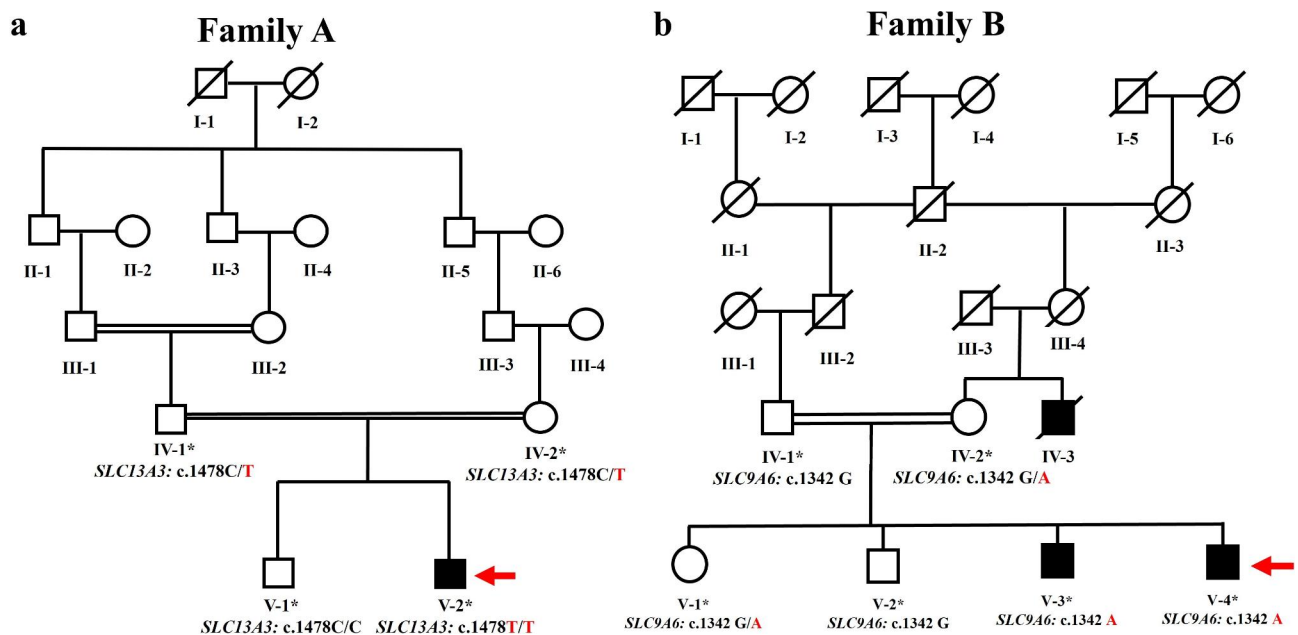 a
Family A
I-1
I-2
II-1
II-2
II-3
II-4
II-5
II-6
III-1
III-2
III-3
III-4
IV-1*
SLC13A3: c.1478C/T
IV-2*
SLC13A3: c.1478C/T
V-1*
SLC13A3: c.1478C/C
V-2*
SLC13A3: c.1478T/T
b
Family B
I-1
I-2
I-3
I-4
I-5
I-6
II-1
II-2
II-3
III-1
III-2
III-3
III-4
IV-1*
SLC9A6: c.1342 G
IV-2*
SLC9A6: c.1342 G/A
IV-3
V-1*
SLC9A6: c.1342 G/A
V-2*
SLC9A6: c.1342 G
V-3*
SLC9A6: c.1342 A
V-4*
SLC9A6: c.1342 A